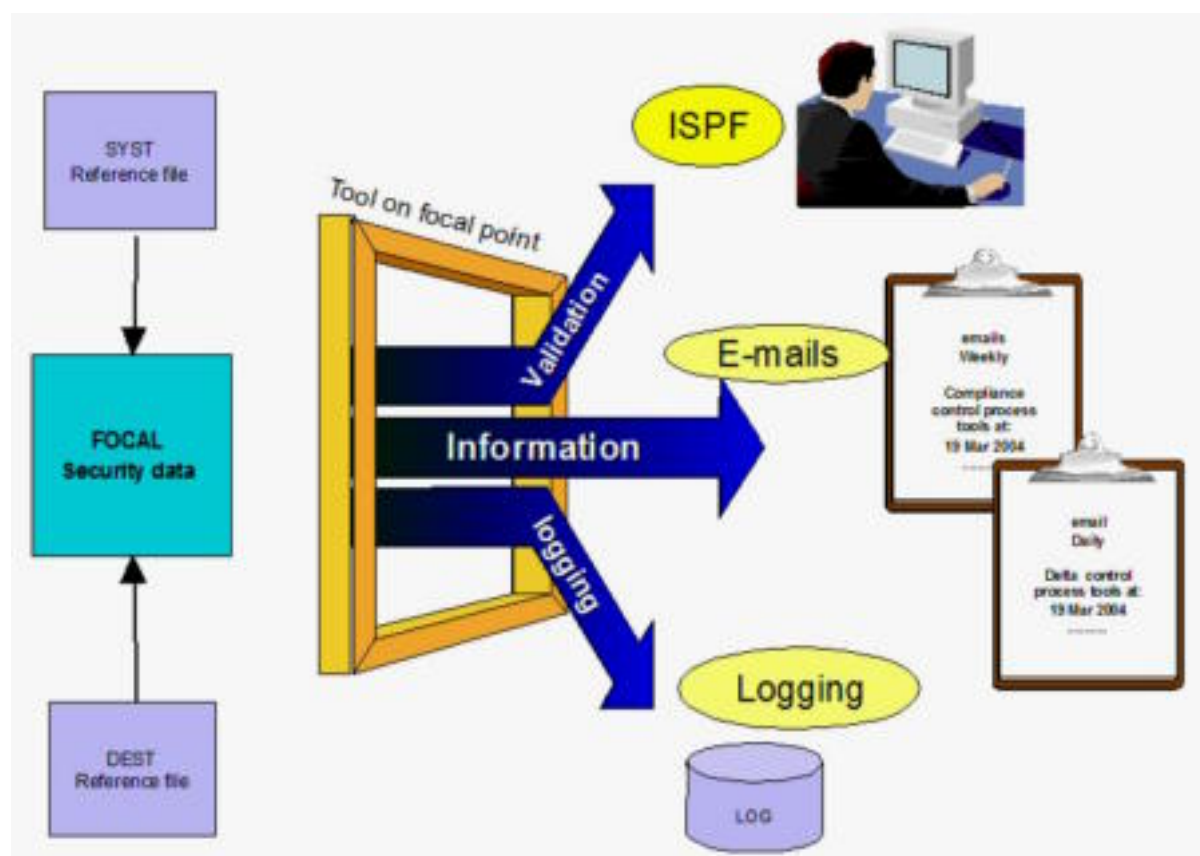 SYST
Reference file
FOCAL
Security data
DEST
Reference file
Tool on focal point
Validation
Information
logging
ISPF
E-mails
emails
Weekly
Compliance
control process
tools at:
19 Mar 2004
email
Daily
Delta control
process tools at:
19 Mar 2004
Logging
LOG